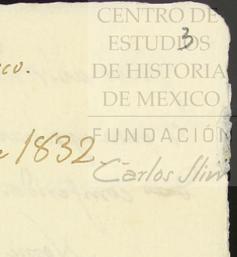 CENTRO DE
ESTUDIOS
3
co.
DE HISTORIA
DE MEXICO
FUNDACIÓN
e 1832
Carlos Slim